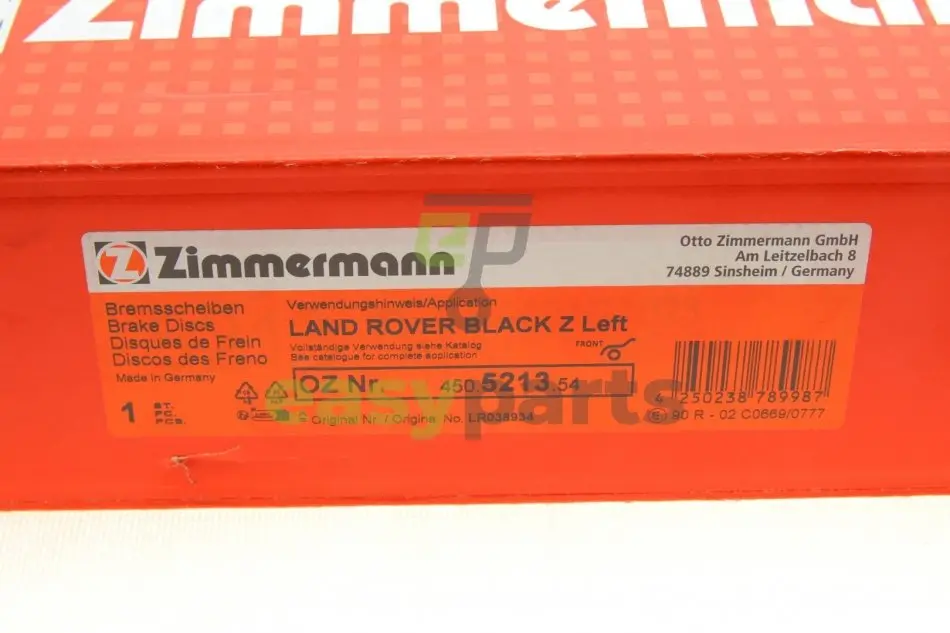 Zimmermann
Zimmermann
Otto Zimmermann GmbH
Am Leitzelbach 8
74889 Sinsheim / Germany
Bremsscheiben
Brake Discs
Disques de Frein
Discos des Freno
Made in Germany
Verwendungshinweis/Application
LAND ROVER BLACK Z Left
Vollständige Verwendung siehe Katalog
See catalogue for complete application
FRONT
OZ Nr. 450.5213.54
1 ST.
PC.
PCS.
Original Nr. / Original No. LR038934
4 250238 789987
90 R - 02 C0669/0777
EP
easyparts